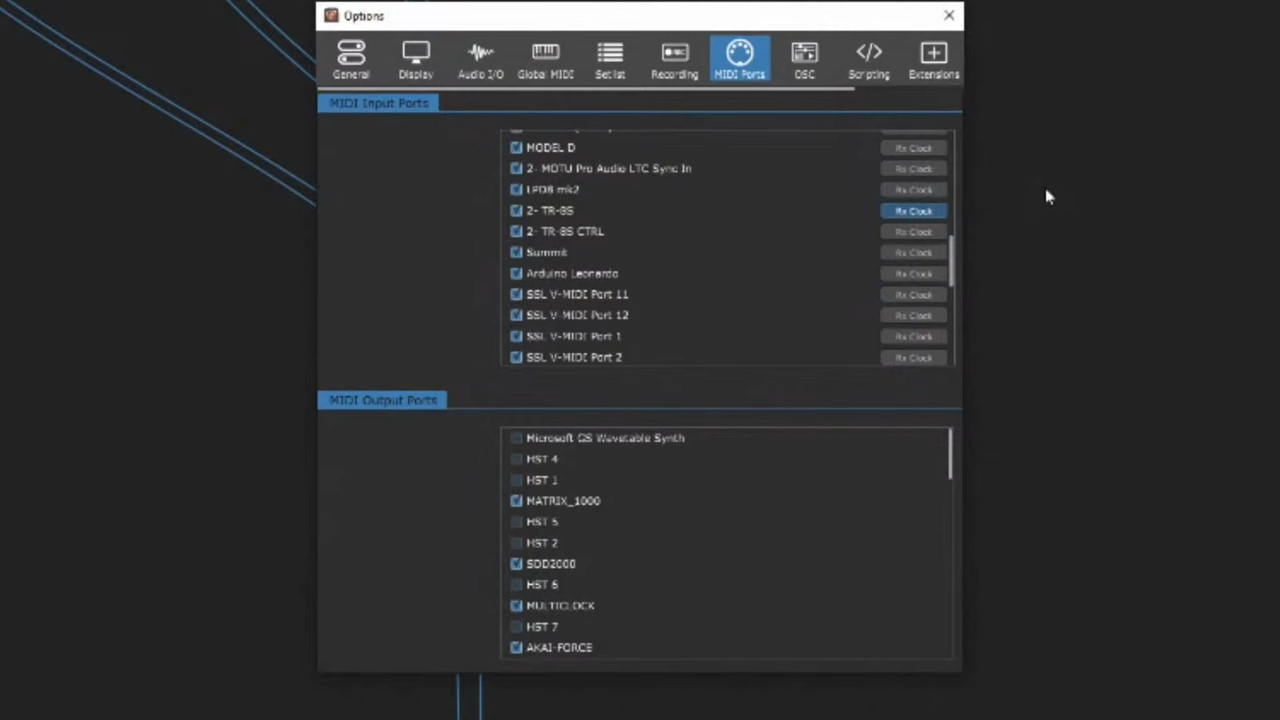 Options
General
Display
Audio I/O
Global MIDI
Set list
Recording
MIDI Ports
OSC
Scripting
Extensions
MIDI Input Ports
MODEL D Rx Clock
2- MOTU Pro Audio LTC Sync In Rx Clock
LPD8 mk2 Rx Clock
2- TR-8S Rx Clock
2- TR-8S CTRL Rx Clock
Summit Rx Clock
Arduino Leonardo Rx Clock
SSL V-MIDI Port 11 Rx Clock
SSL V-MIDI Port 12 Rx Clock
SSL V-MIDI Port 1 Rx Clock
SSL V-MIDI Port 2 Rx Clock
MIDI Output Ports
Microsoft GS Wavetable Synth
HST 4
HST 1
MATRIX_1000
HST 5
HST 2
SDD2000
HST 6
MULTICLOCK
HST 7
AKAI-FORCE